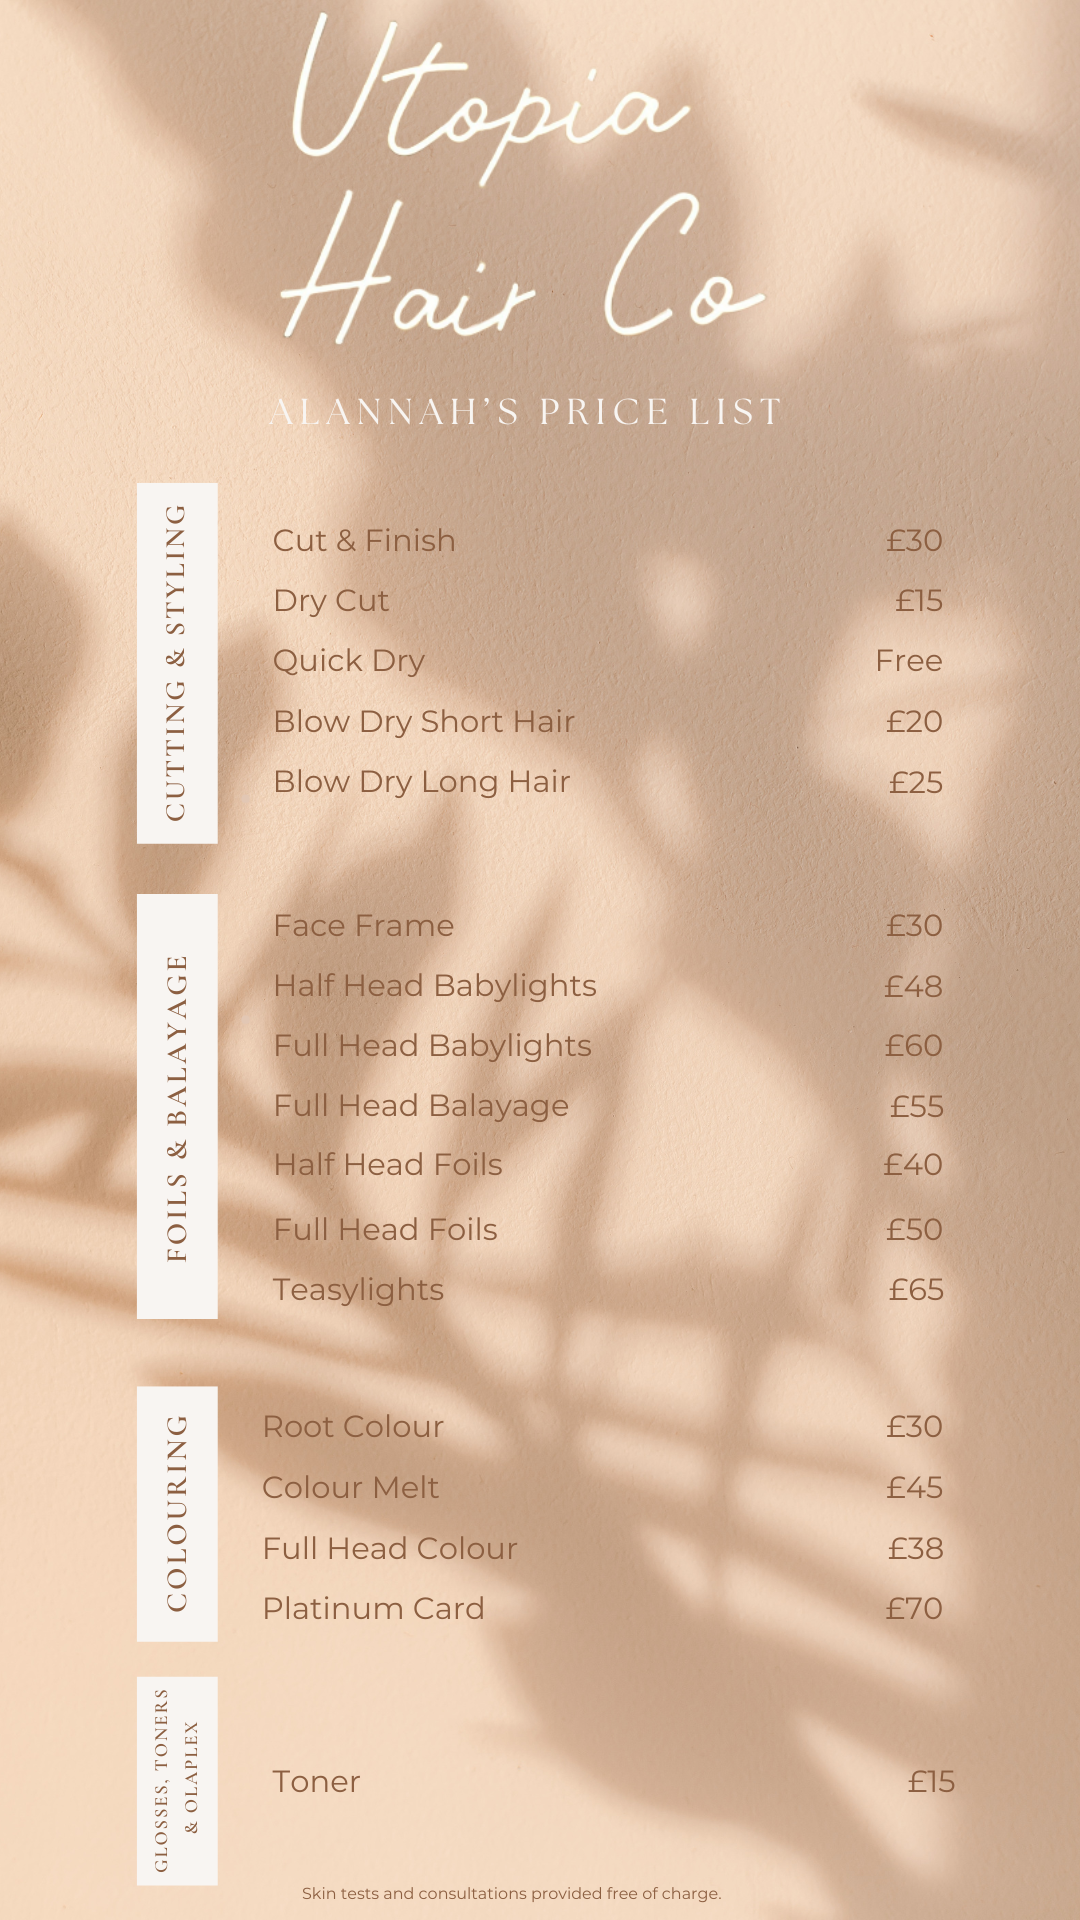 Utopia
Hair Co
ALANNAH'S PRICE LIST
CUTTING & STYLING
Cut & Finish £30
Dry Cut £15
Quick Dry Free
Blow Dry Short Hair £20
Blow Dry Long Hair £25
FOILS & BALAYAGE
Face Frame £30
Half Head Babylights £48
Full Head Babylights £60
Full Head Balayage £55
Half Head Foils £40
Full Head Foils £50
Teasylights £65
COLOURING
Root Colour £30
Colour Melt £45
Full Head Colour £38
Platinum Card £70
GLOSSES, TONERS
& OLAPLEX
Toner £15
Skin tests and consultations provided free of charge.